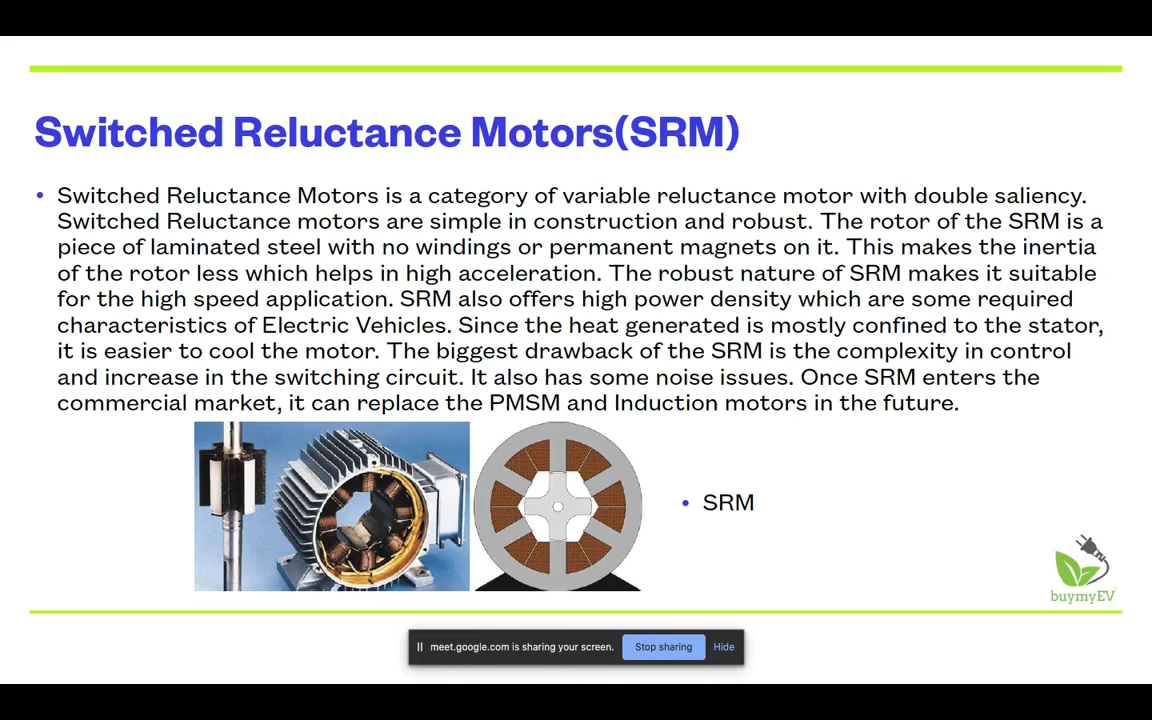 Switched Reluctance Motors(SRM)
• Switched Reluctance Motors is a category of variable reluctance motor with double saliency.
Switched Reluctance motors are simple in construction and robust. The rotor of the SRM is a
piece of laminated steel with no windings or permanent magnets on it. This makes the inertia
of the rotor less which helps in high acceleration. The robust nature of SRM makes it suitable
for the high speed application. SRM also offers high power density which are some required
characteristics of Electric Vehicles. Since the heat generated is mostly confined to the stator,
it is easier to cool the motor. The biggest drawback of the SRM is the complexity in control
and increase in the switching circuit. It also has some noise issues. Once SRM enters the
commercial market, it can replace the PMSM and Induction motors in the future.
• SRM
buymyEV
meet.google.com is sharing your screen. Stop sharing Hide